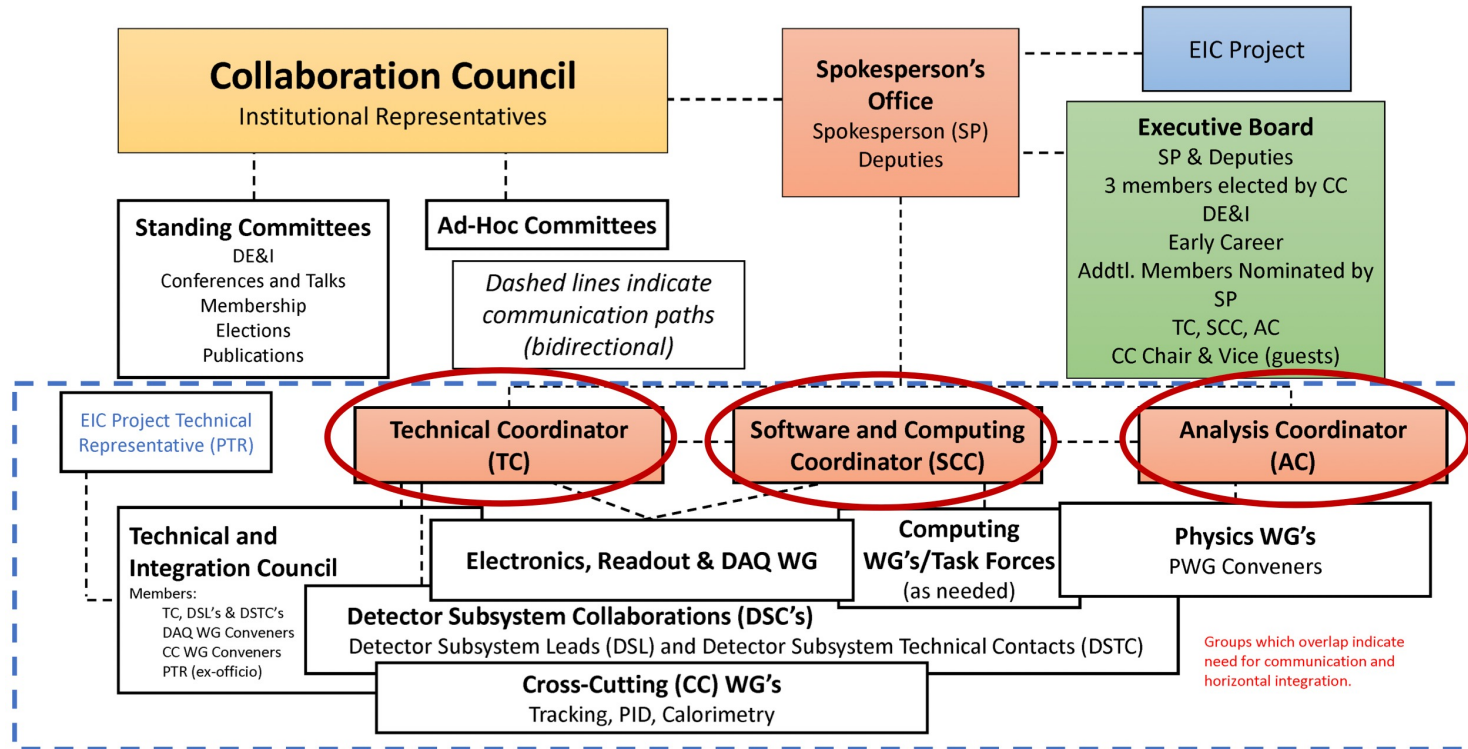 Collaboration Council
Institutional Representatives
Spokesperson's
Office
Spokesperson (SP)
Deputies
EIC Project
Executive Board
SP & Deputies
3 members elected by CC
DE&I
Early Career
Addtl. Members Nominated by
SP
TC, SCC, AC
CC Chair & Vice (guests)
Standing Committees
DE&I
Conferences and Talks
Membership
Elections
Publications
Ad-Hoc Committees
Dashed lines indicate
communication paths
(bidirectional)
EIC Project Technical
Representative (PTR)
Technical Coordinator
(TC)
Software and Computing
Coordinator (SCC)
Analysis Coordinator
(AC)
Technical and
Integration Council
Members:
TC, DSL's & DSTC's
DAQ WG Conveners
CC WG Conveners
PTR (ex-officio)
Electronics, Readout & DAQ WG
Computing
WG's/Task Forces
(as needed)
Physics WG's
PWG Conveners
Detector Subsystem Collaborations (DSC's)
Detector Subsystem Leads (DSL) and Detector Subsystem Technical Contacts (DSTC)
Cross-Cutting (CC) WG's
Tracking, PID, Calorimetry
Groups which overlap indicate
need for communication and
horizontal integration.